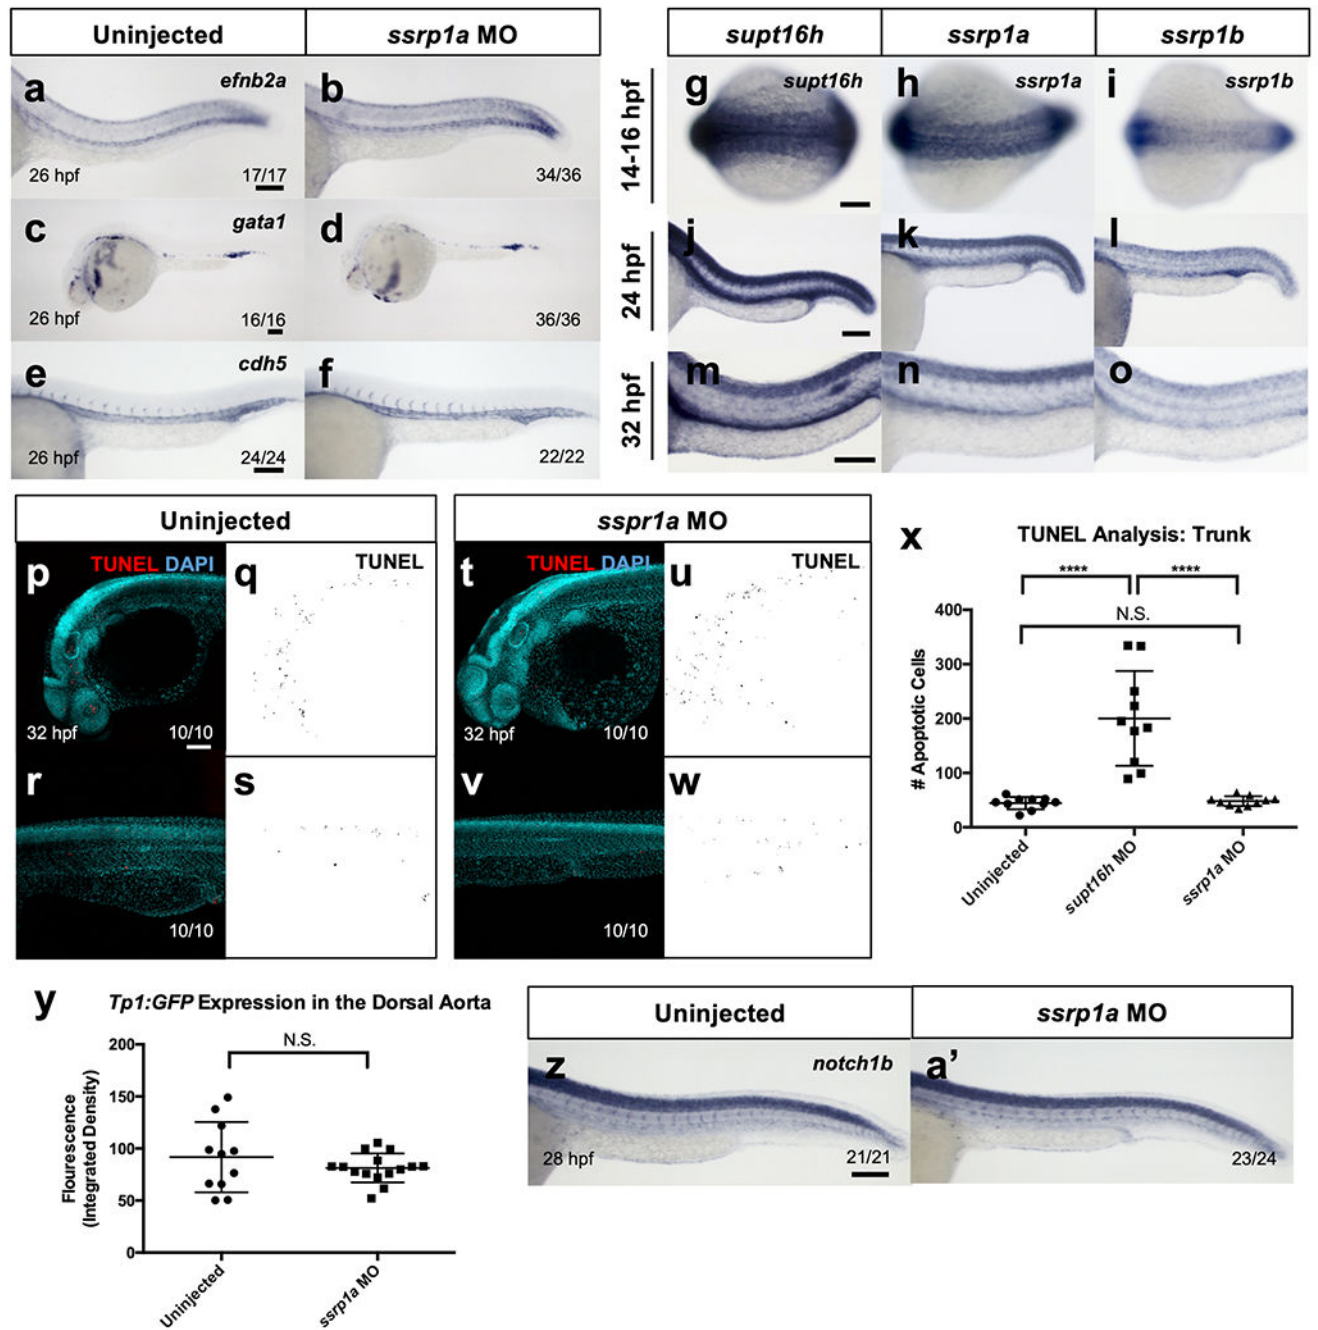 Uninjected
ssrp1a MO
a
efnb2a
26 hpf
17/17
b
34/36
c
gata1
26 hpf
16/16
d
36/36
e
cdh5
26 hpf
24/24
f
22/22
supt16h
ssrp1a
ssrp1b
14-16 hpf
g
supt16h
h
ssrp1a
i
ssrp1b
24 hpf
j
k
l
32 hpf
m
n
o
Uninjected
sspr1a MO
p
TUNEL DAPI
32 hpf
10/10
q
TUNEL
r
10/10
s
t
TUNEL DAPI
32 hpf
10/10
u
TUNEL
v
10/10
w
x
TUNEL Analysis: Trunk
****
****
N.S.
# Apoptotic Cells
400
300
200
100
0
Uninjected
supt16h MO
ssrp1a MO
y
Tp1:GFP Expression in the Dorsal Aorta
N.S.
Flourescence
(Integrated Density)
200
150
100
50
0
Uninjected
ssrp1a MO
Uninjected
ssrp1a MO
z
notch1b
28 hpf
21/21
a’
23/24